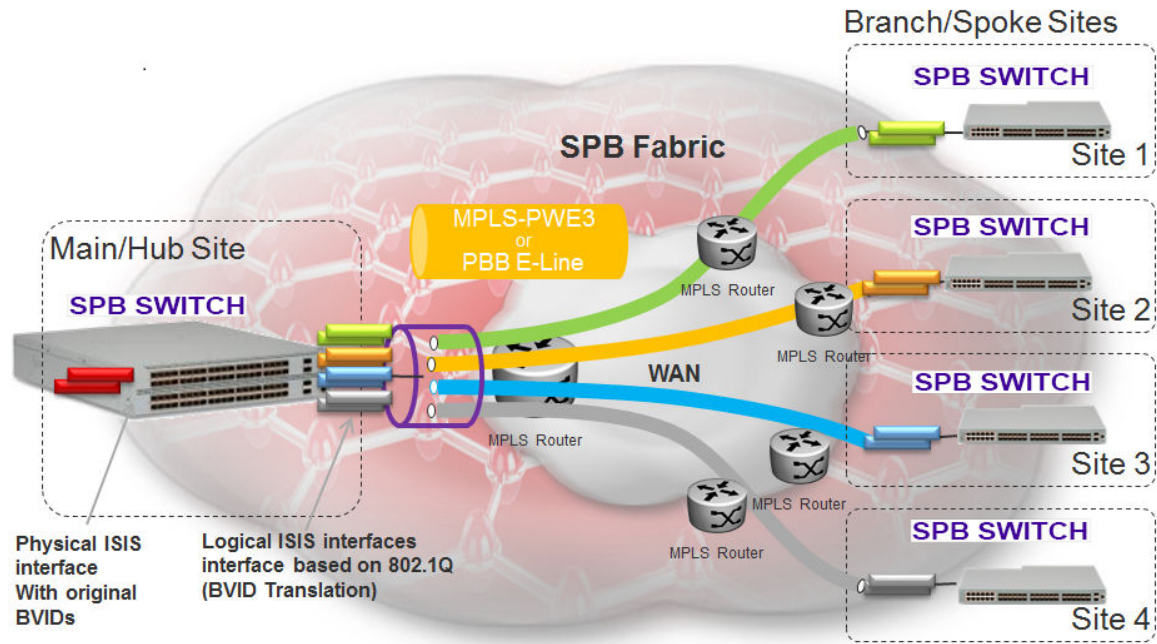 Branch/Spoke Sites
SPB SWITCH
Site 1
SPB Fabric
MPLS-PWE3
or
PBB E-Line
Main/Hub Site
SPB SWITCH
MPLS Router
SPB SWITCH
Site 2
MPLS Router
WAN
SPB SWITCH
Site 3
MPLS Router
MPLS Router
MPLS Router
SPB SWITCH
Site 4
Physical ISIS
interface
With original
BVIDs
Logical ISIS interfaces
interface based on 802.1Q
(BVID Translation)